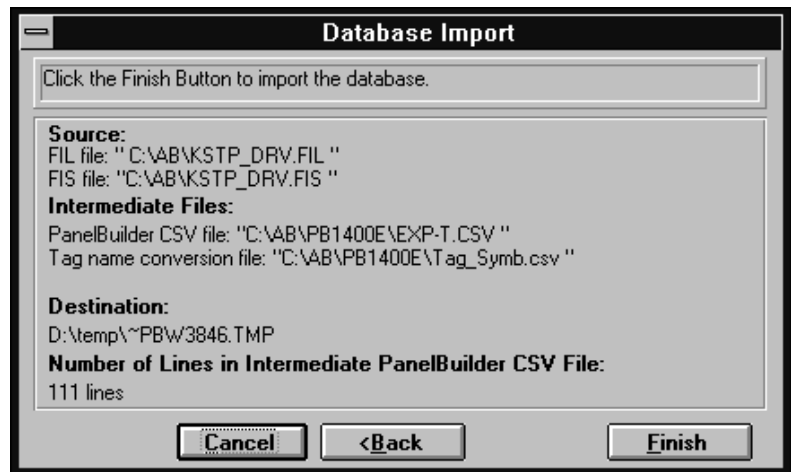 Database Import
Click the Finish Button to import the database.
Source:
FIL file: " C:\AB\KSTP_DRV.FIL "
FIS file: "C:\AB\KSTP_DRV.FIS "
Intermediate Files:
PanelBuilder CSV file: "C:\AB\PB1400E\EXP-T.CSV "
Tag name conversion file: "C:\AB\PB1400E\Tag_Symb.csv "
Destination:
D:\temp\~PBW3846.TMP
Number of Lines in Intermediate PanelBuilder CSV File:
111 lines
Cancel <Back Finish